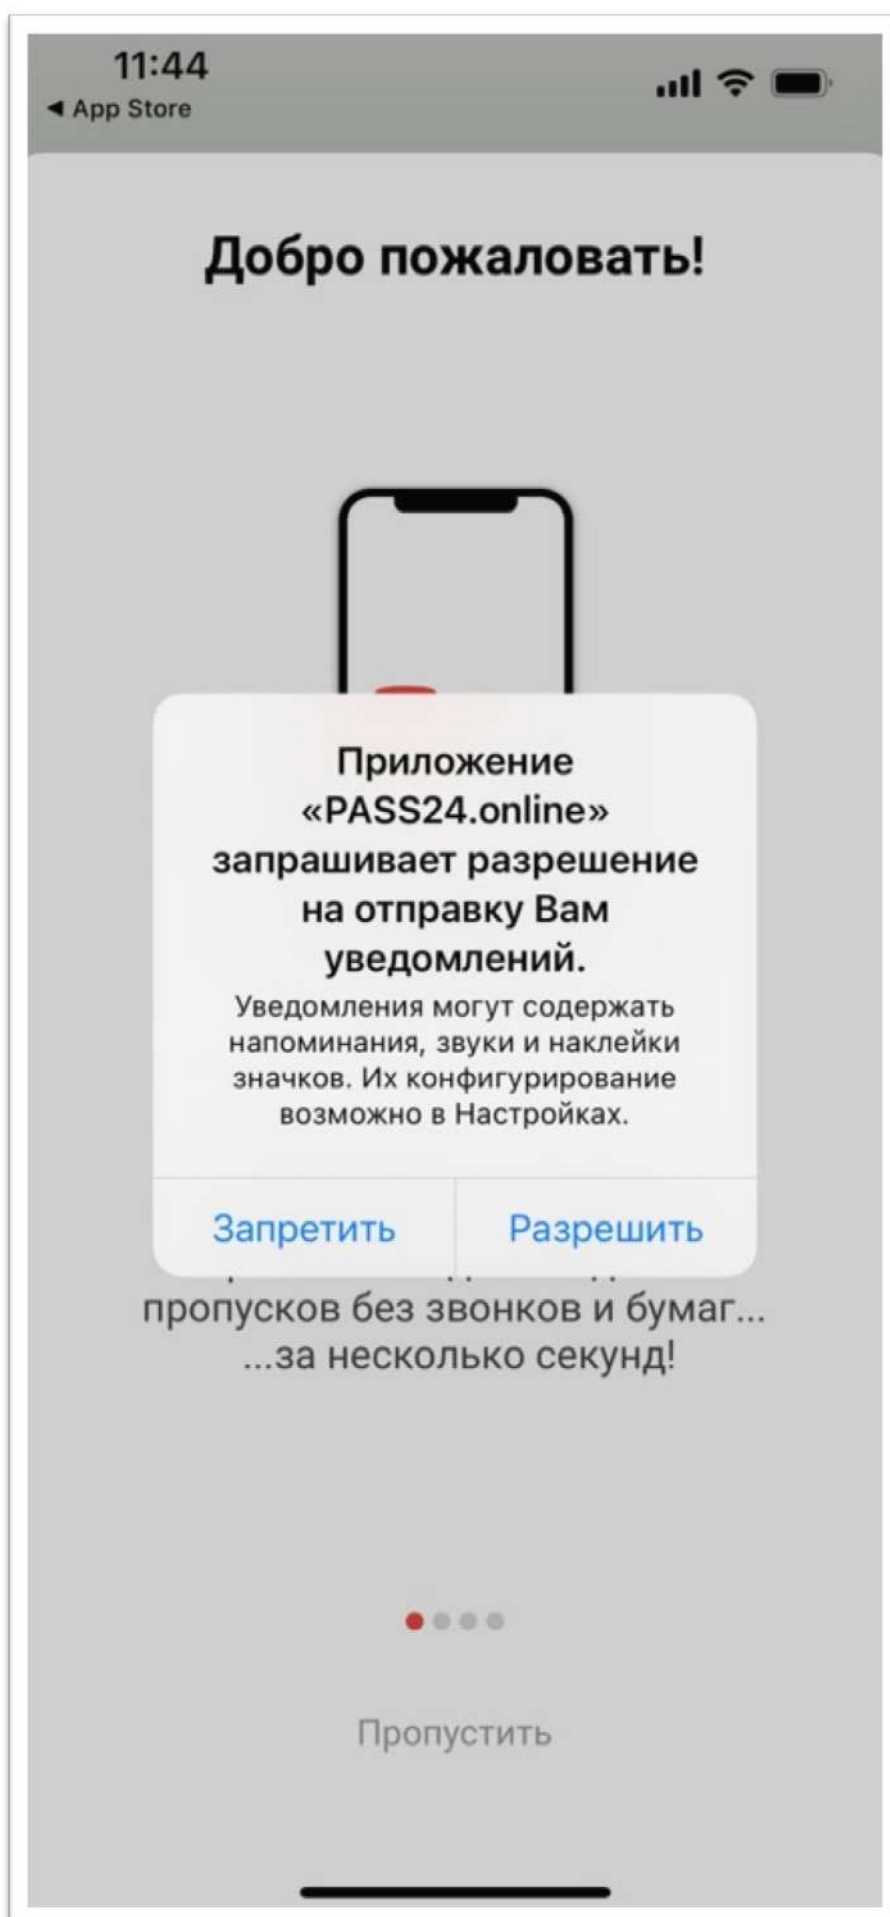 11:44
◀ App Store
Добро пожаловать!
Приложение
«PASS24.online»
запрашивает разрешение
на отправку Вам
уведомлений.
Уведомления могут содержать
напоминания, звуки и наклейки
значков. Их конфигурирование
возможно в Настройках.
Запретить
Разрешить
пропусков без звонков и бумаг...
...за несколько секунд!
Пропустить